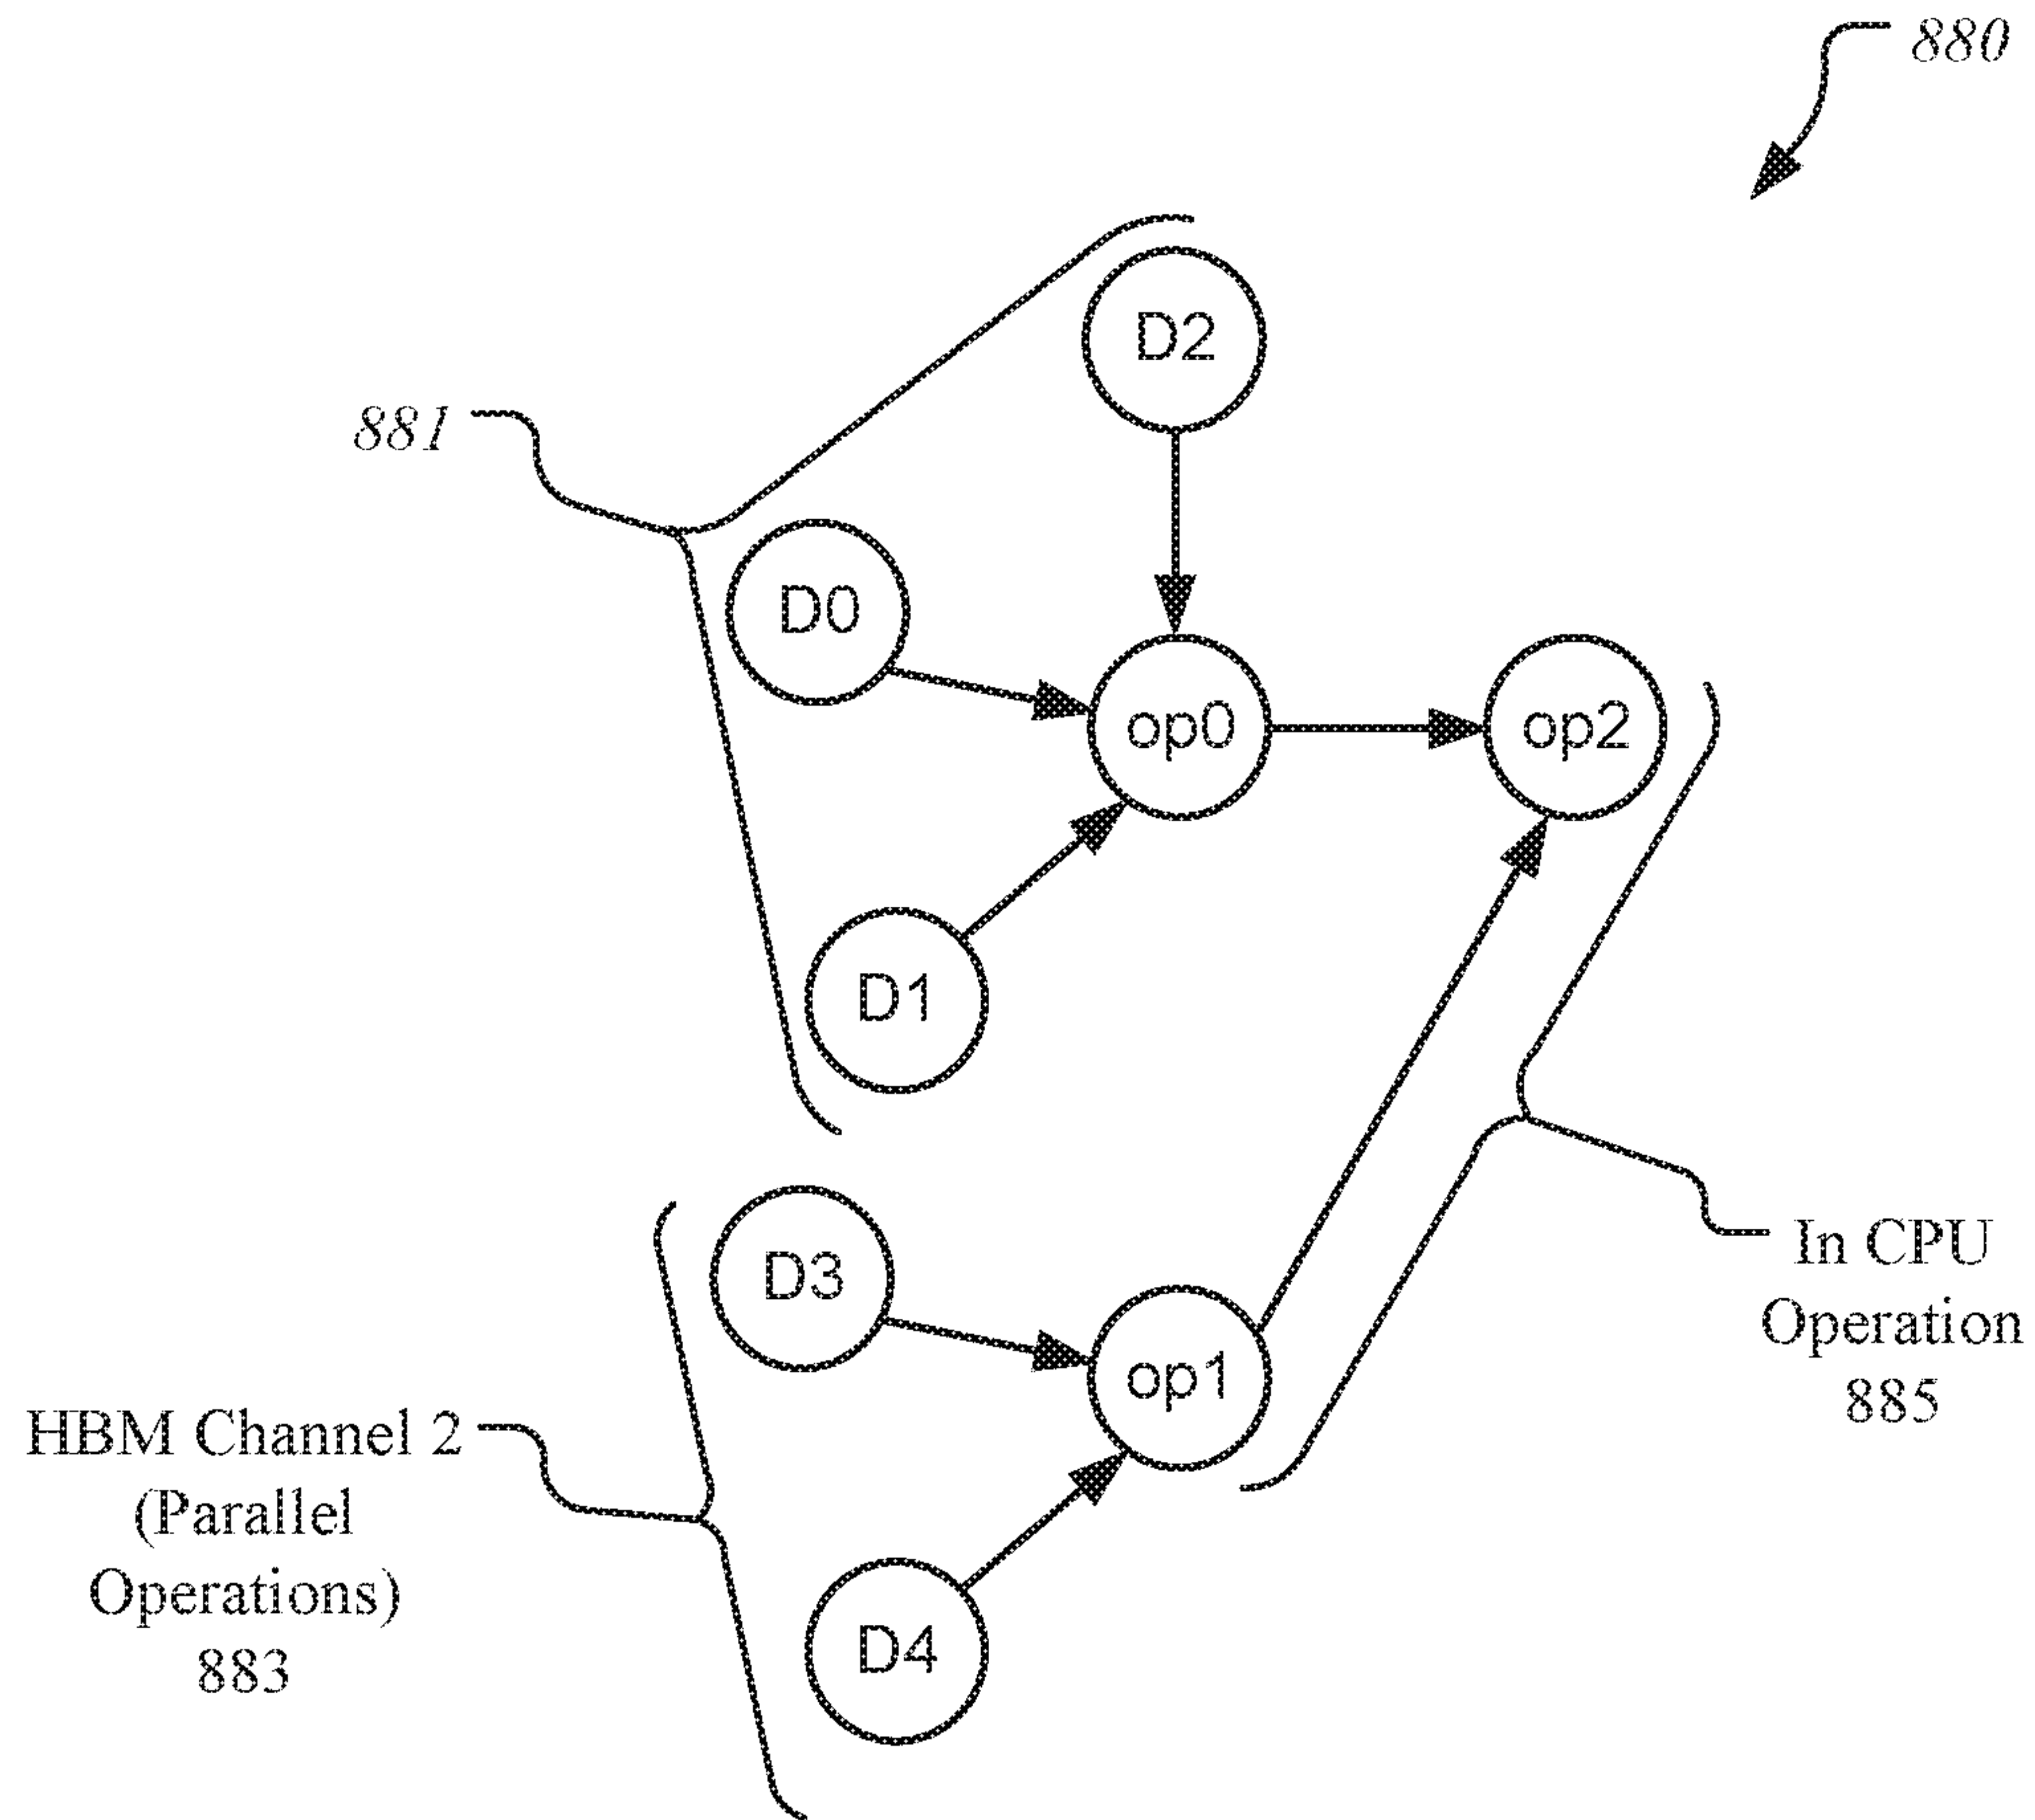 880
D2
881
D0
op0
op2
D1
D3
In CPU
Operation
885
op1
HBM Channel 2
(Parallel
Operations)
883
D4